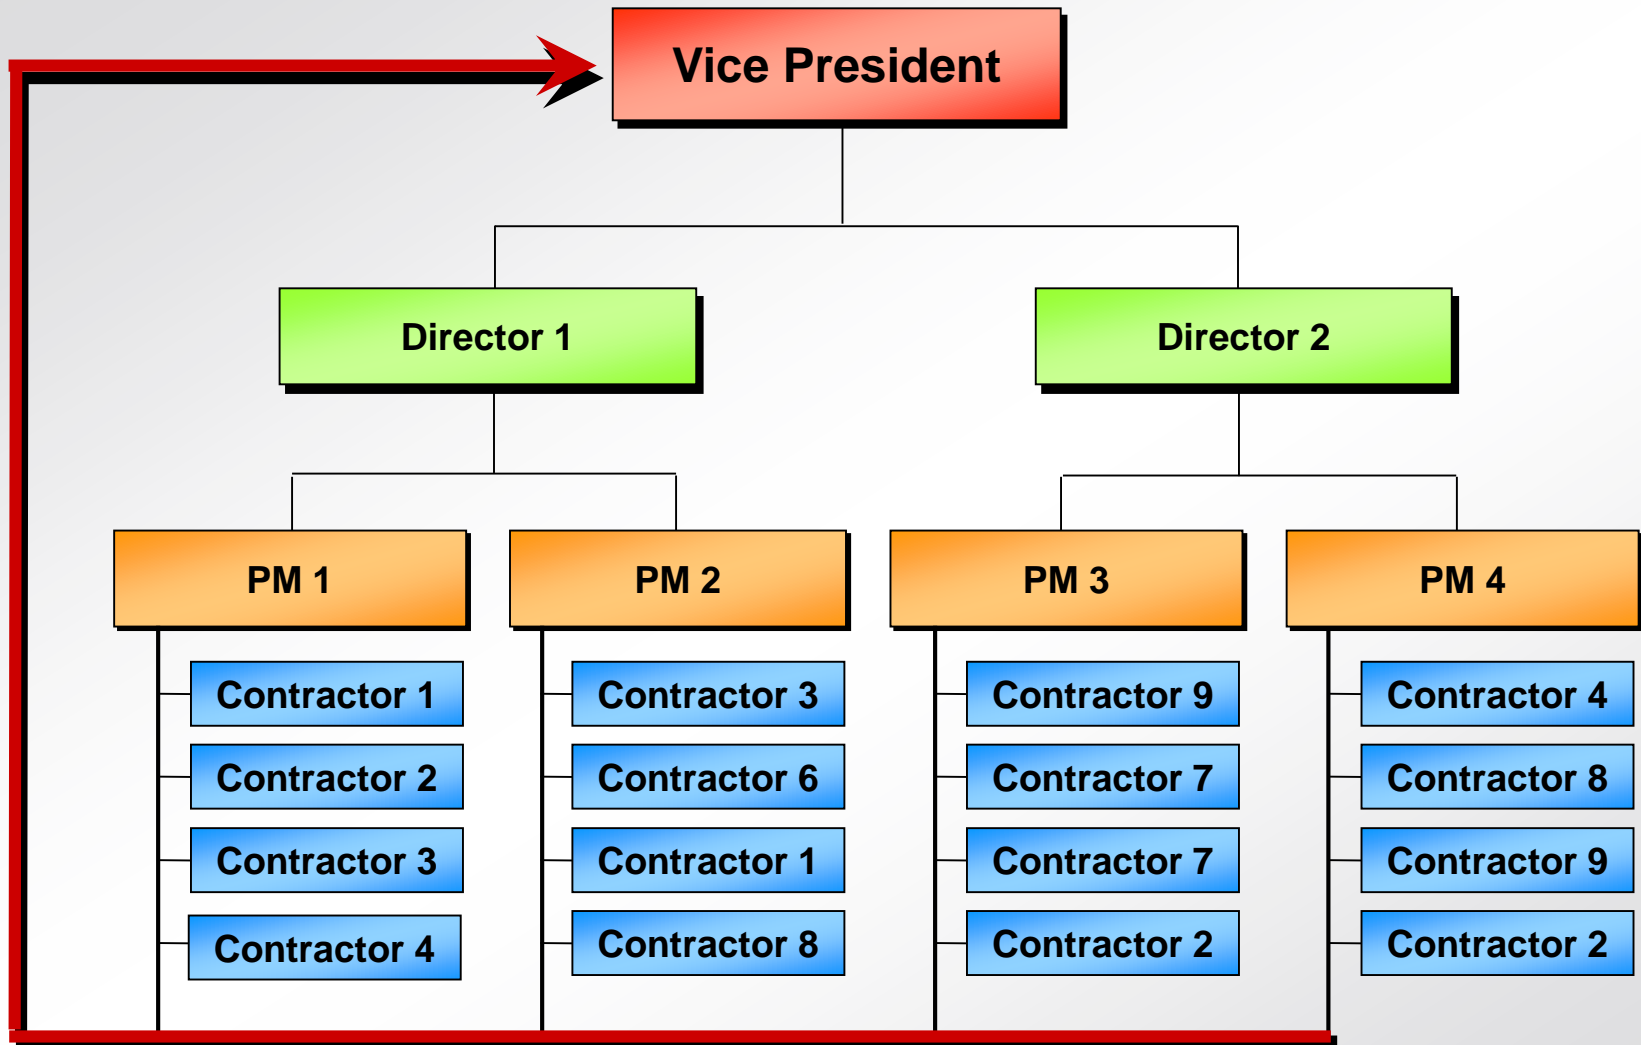 Vice President
Director 1
Director 2
PM 1
PM 2
PM 3
PM 4
Contractor 1
Contractor 2
Contractor 3
Contractor 4
Contractor 3
Contractor 6
Contractor 1
Contractor 8
Contractor 9
Contractor 7
Contractor 7
Contractor 2
Contractor 4
Contractor 8
Contractor 9
Contractor 2